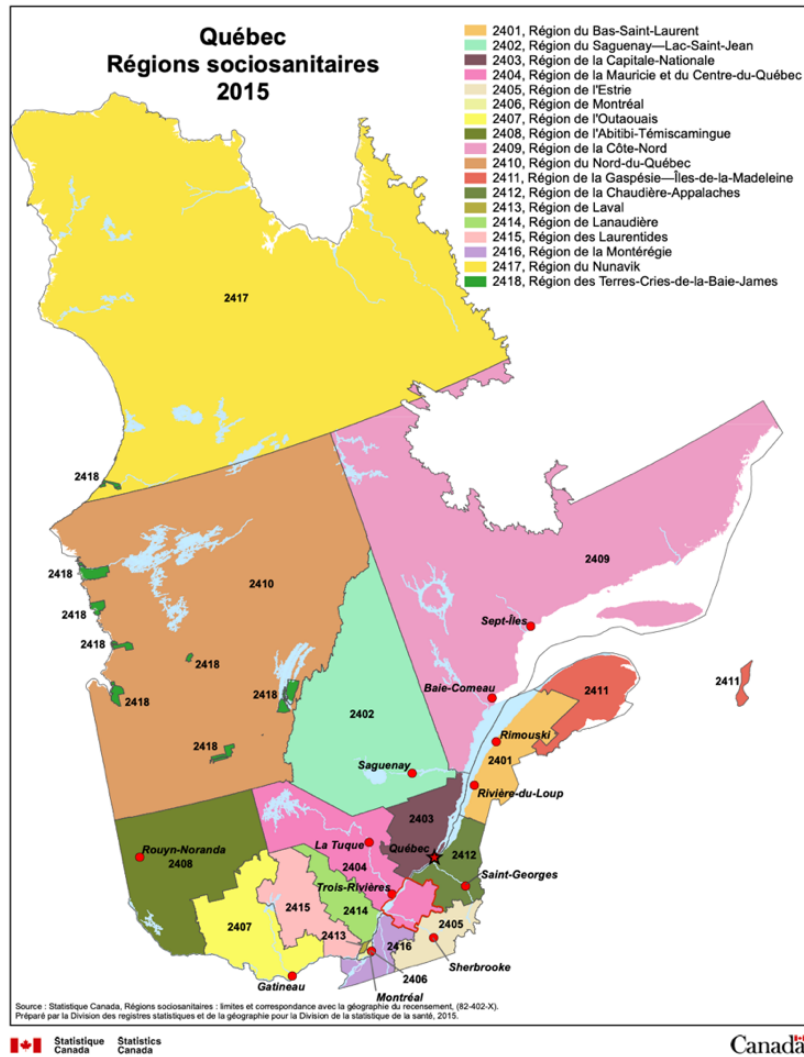 Québec
Régions sociosanitaires
2015
2401, Région du Bas-Saint-Laurent
2402, Région du Saguenay—Lac-Saint-Jean
2403, Région de la Capitale-Nationale
2404, Région de la Mauricie et du Centre-du-Québec
2405, Région de l'Estrie
2406, Région de Montréal
2407, Région de l'Outaouais
2408, Région de l'Abitibi-Témiscamingue
2409, Région de la Côte-Nord
2410, Région du Nord-du-Québec
2411, Région de la Gaspésie—Îles-de-la-Madeleine
2412, Région de la Chaudière-Appalaches
2413, Région de Laval
2414, Région de Lanaudière
2415, Région des Laurentides
2416, Région de la Montérégie
2417, Région du Nunavik
2418, Région des Terres-Cries-de-la-Baie-James
2417
2418
2409
2418
2410
2418
Sept-Îles
2418
2418
2411
2411
2418
2418
Baie-Comeau
2402
Rimouski
2418
2401
Saguenay
Rivière-du-Loup
2403
La Tuque
Québec
Rouyn-Noranda
2412
2408
2404
Saint-Georges
Trois-Rivières
2415
2414
2405
2407
2413
2416
Sherbrooke
2406
Gatineau
Montréal
Source : Statistique Canada, Régions sociosanitaires : limites et correspondance avec la géographie du recensement, (82-402-X).
Préparé par la Division des registres statistiques et de la géographie pour la Division de la statistique de la santé, 2015.
Statistique Canada
Statistics Canada
Canada